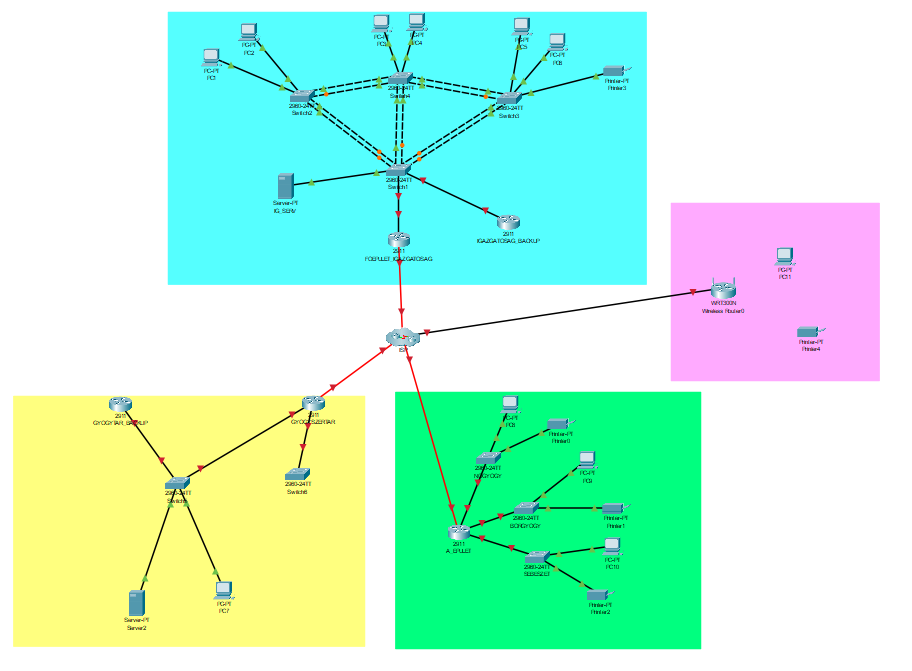 PC-PT
PC2
PC-PT
PC1
PC-PT
PC-PT
PC4
PC-PT
PC5
PC-PT
PC6
Printer-PT
Printer3
2960-24TT
Switch4
2960-24TT
Switch2
2960-24TT
Switch3
2960-24TT
Switch1
Server-PT
IG_SERV
2911
IGAZGATOSAG_BACKUP
2911
FOEPULET_IGAZGATOSAG
PC-PT
PC11
WRT300N
Wireless Router0
Printer-PT
Printer4
ISP
2911
GYOGYTAR_BACKUP
2911
2960-24TT
Switch6
2960-24TT
Server-PT
Server2
PC-PT
PC7
PC-PT
Printer-PT
Printer0
2960-24TT
NOGYOGY
PC-PT
PC9
2960-24TT
BORGYOGY
Printer-PT
Printer1
2911
A_EPULET
2960-24TT
SEBESZET
PC-PT
PC10
Printer-PT
Printer2